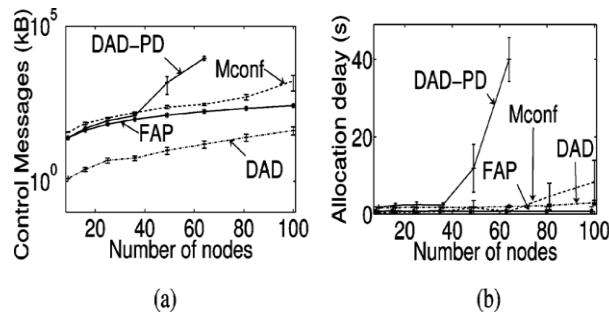 Control Messages (kB)
10^5
10^0
DAD-PD
Mconf
FAP
DAD
20 40 60 80 100
Number of nodes
(a)
Allocation delay (s)
40
20
0
DAD-PD
Mconf
DAD
FAP
0 20 40 60 80 100
Number of nodes
(b)